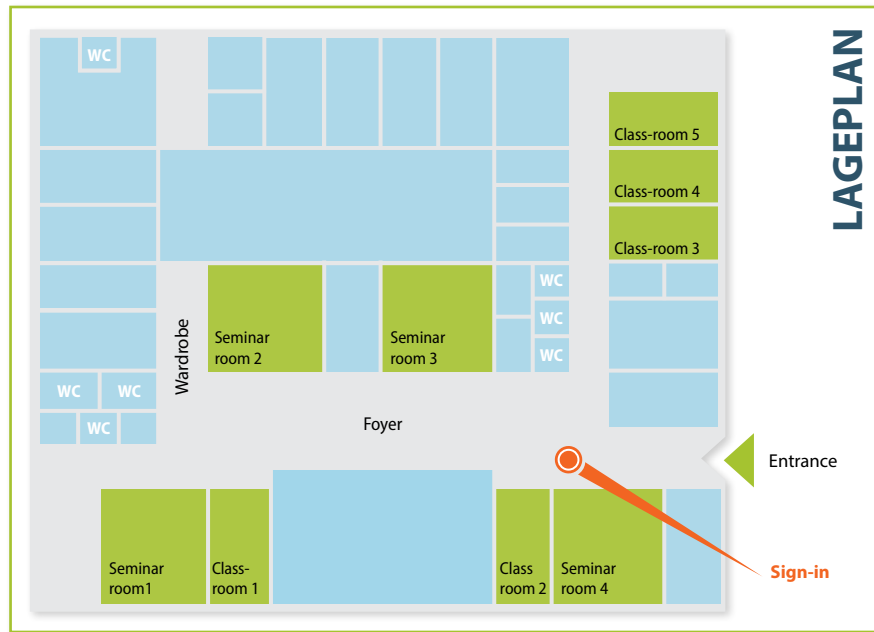 LAGEPLAN
WC
Class-room 5
Class-room 4
Class-room 3
WC
WC
WC
Wardrobe
Seminar
room 2
Seminar
room 3
WC
WC
WC
Foyer
Entrance
Seminar
room1
Class-
room 1
Class
room 2
Seminar
room 4
Sign-in